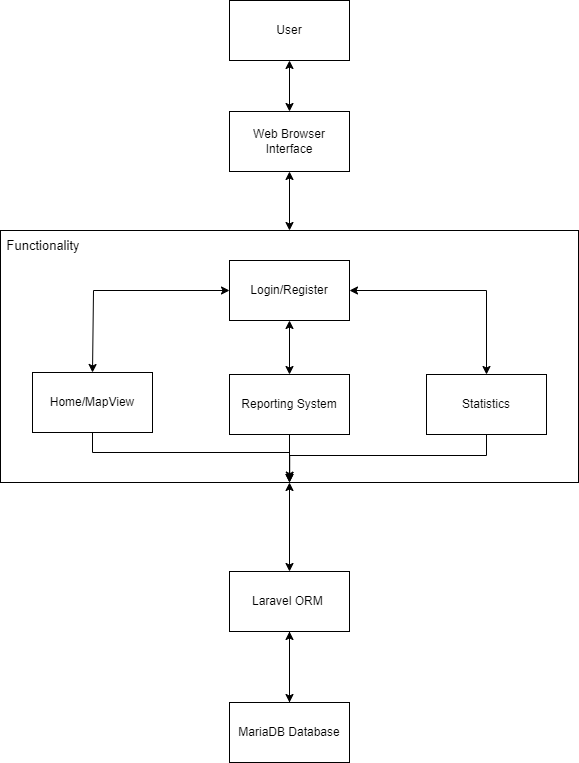 User
Web Browser
Interface
Functionality
Login/Register
Home/MapView
Reporting System
Statistics
Laravel ORM
MariaDB Database